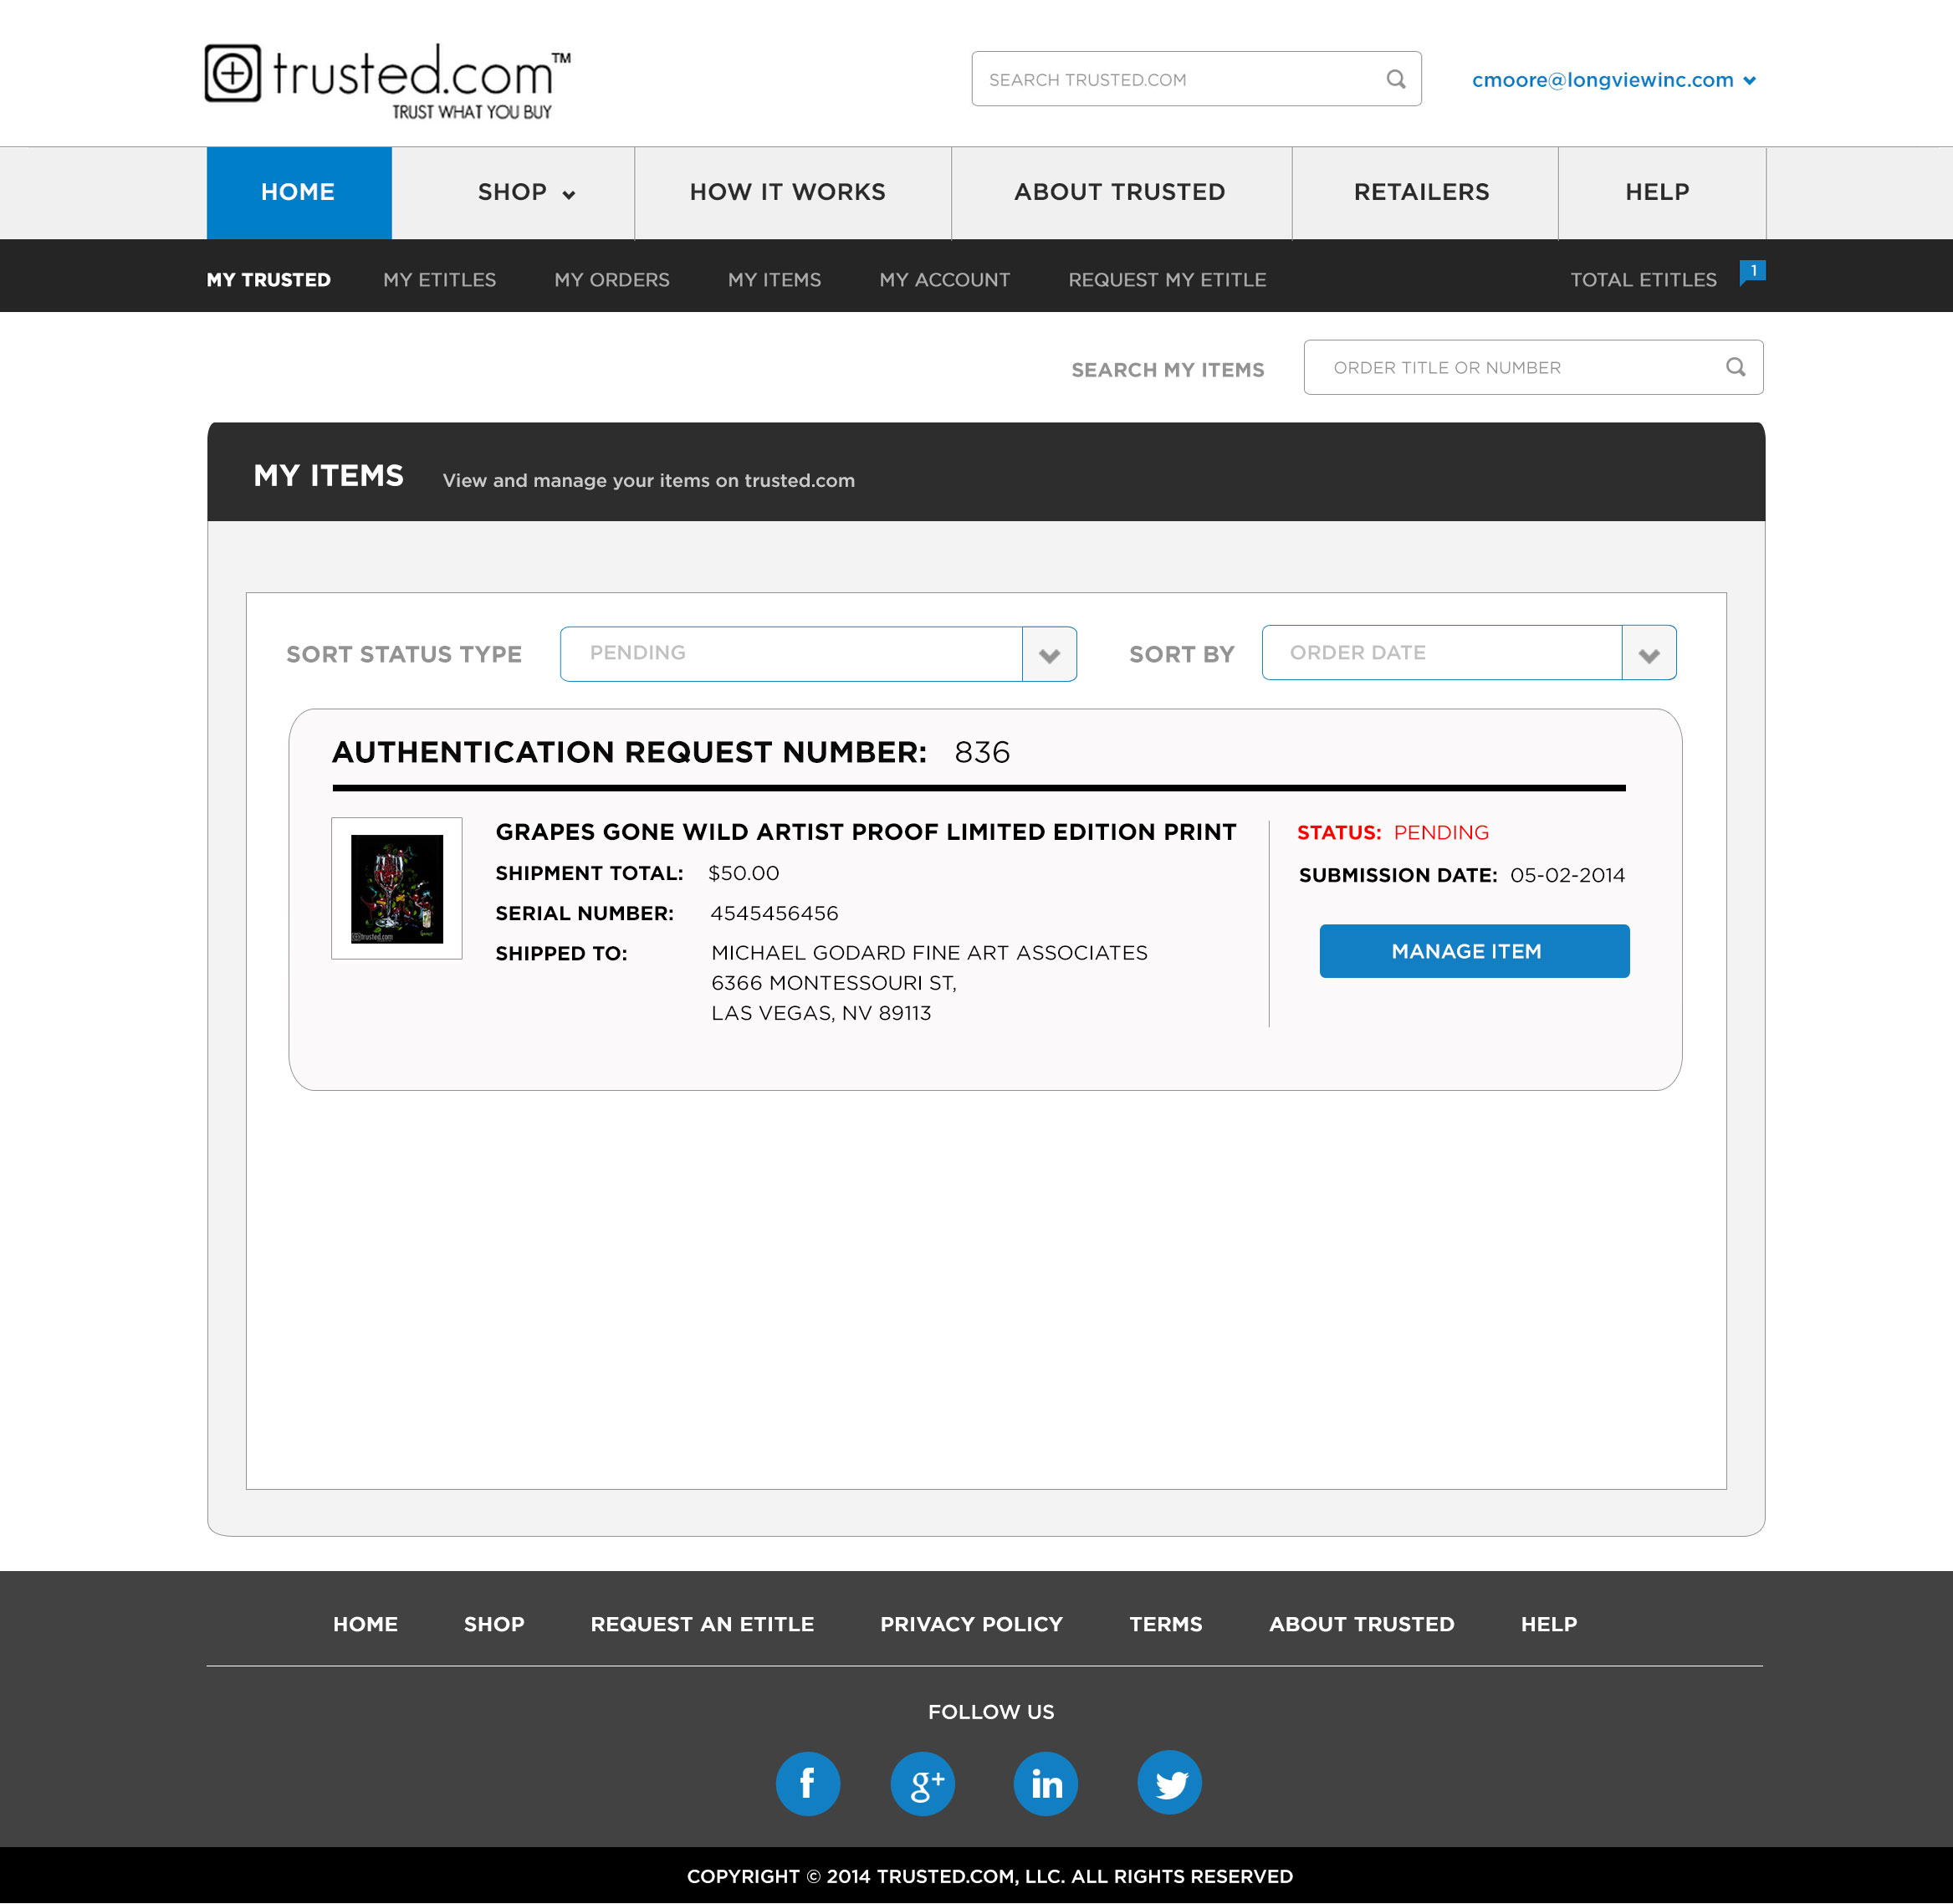 trusted.com™
TRUST WHAT YOU BUY
SEARCH TRUSTED.COM
cmoore@longviewinc.com
HOME SHOP HOW IT WORKS ABOUT TRUSTED RETAILERS HELP
MY TRUSTED MY ETITLES MY ORDERS MY ITEMS MY ACCOUNT REQUEST MY ETITLE TOTAL ETITLES 1
SEARCH MY ITEMS ORDER TITLE OR NUMBER
MY ITEMS View and manage your items on trusted.com
SORT STATUS TYPE PENDING SORT BY ORDER DATE
AUTHENTICATION REQUEST NUMBER: 836
GRAPES GONE WILD ARTIST PROOF LIMITED EDITION PRINT
SHIPMENT TOTAL: $50.00
SERIAL NUMBER: 4545456456
SHIPPED TO: MICHAEL GODARD FINE ART ASSOCIATES
6366 MONTESSOURI ST,
LAS VEGAS, NV 89113
trusted.com
STATUS: PENDING
SUBMISSION DATE: 05-02-2014
MANAGE ITEM
HOME SHOP REQUEST AN ETITLE PRIVACY POLICY TERMS ABOUT TRUSTED HELP
FOLLOW US
f g+ in
COPYRIGHT © 2014 TRUSTED.COM, LLC. ALL RIGHTS RESERVED